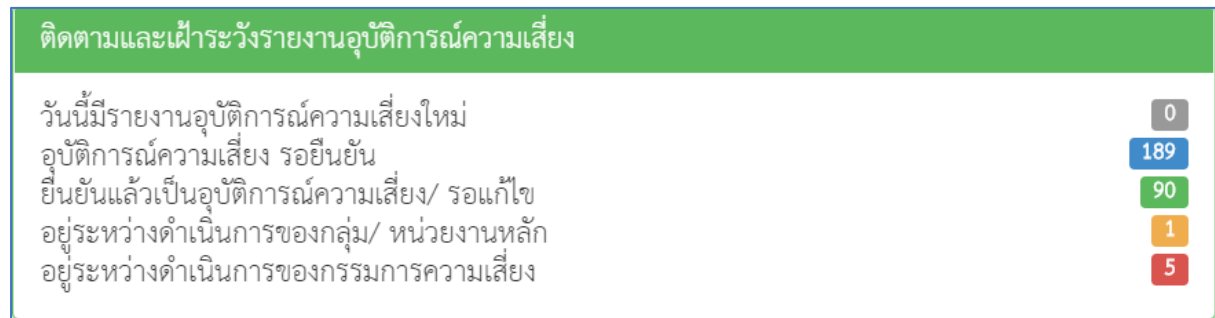 ติดตามและเฝ้าระวังรายงานอุบัติการณ์ความเสี่ยง
วันนี้มีรายงานอุบัติการณ์ความเสี่ยงใหม่ 0
อุบัติการณ์ความเสี่ยง รอยืนยัน 189
ยืนยันแล้วเป็นอุบัติการณ์ความเสี่ยง/ รอแก้ไข 90
อยู่ระหว่างดำเนินการของกลุ่ม/ หน่วยงานหลัก 1
อยู่ระหว่างดำเนินการของกรรมการความเสี่ยง 5